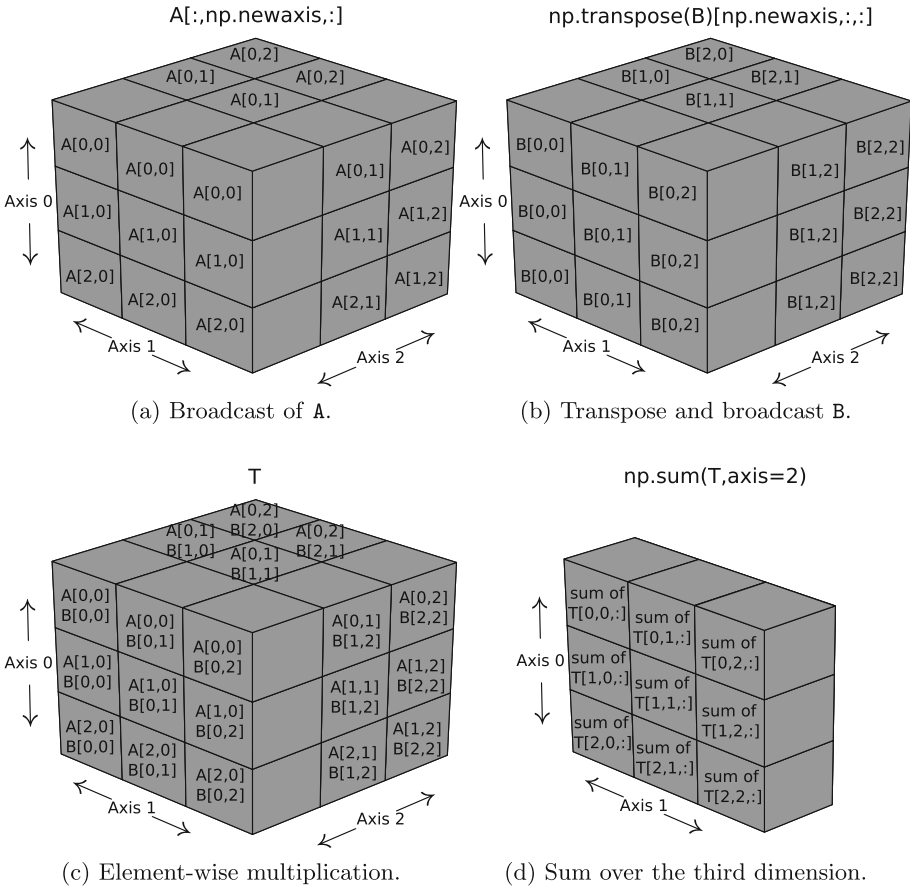 A[:,np.newaxis,:]
A[0,2]
A[0,1] A[0,2]
A[0,1]
A[0,0] A[0,0] A[0,0] A[0,1] A[0,2]
A[1,0] A[1,0] A[1,0] A[1,1] A[1,2]
A[2,0] A[2,0] A[2,0] A[2,1] A[1,2]
Axis 0
Axis 1
Axis 2
(a) Broadcast of A.
np.transpose(B)[np.newaxis,:,:]
B[2,0]
B[1,0] B[2,1]
B[1,1]
B[0,0] B[0,1] B[0,2] B[1,2] B[2,2]
B[0,0] B[0,1] B[0,2] B[1,2] B[2,2]
B[0,0] B[0,1] B[0,2] B[1,2] B[2,2]
Axis 0
Axis 1
Axis 2
(b) Transpose and broadcast B.
T
A[0,2]
B[2,0]
A[0,1] A[0,2]
B[1,0] B[2,1]
A[0,1]
B[1,1]
A[0,0] A[0,0] A[0,0] A[0,1] A[0,2]
B[0,0] B[0,1] B[0,2] B[1,2] B[2,2]
A[1,0] A[1,0] A[1,0] A[1,1] A[1,2]
B[0,0] B[0,1] B[0,2] B[1,2] B[2,2]
A[2,0] A[2,0] A[2,0] A[2,1] A[1,2]
B[0,0] B[0,1] B[0,2] B[1,2] B[2,2]
Axis 0
Axis 1
Axis 2
(c) Element-wise multiplication.
np.sum(T,axis=2)
sum of sum of sum of
T[0,0,:] T[0,1,:] T[0,2,:]
sum of sum of sum of
T[1,0,:] T[1,1,:] T[1,2,:]
sum of sum of sum of
T[2,0,:] T[2,1,:] T[2,2,:]
Axis 0
Axis 1
(d) Sum over the third dimension.